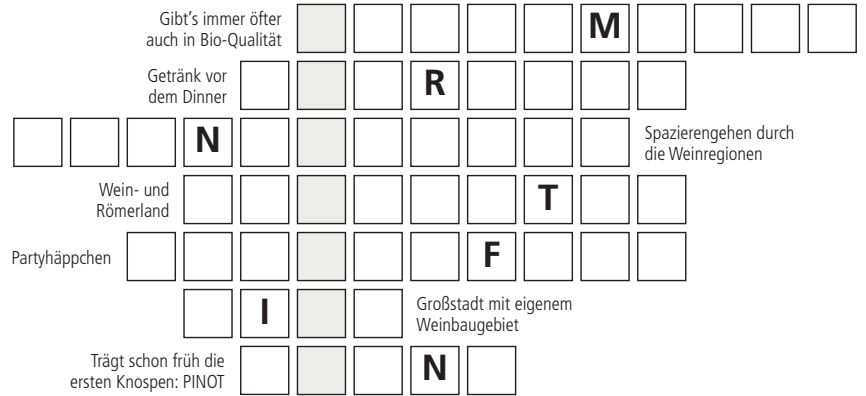 Gibt's immer öfter
auch in Bio-Qualität
M
Getränk vor
dem Dinner
R
N
Spazierengehen durch
die Weinregionen
Wein- und
Römerland
T
Partyhäppchen
F
I
Großstadt mit eigenem
Weinbaugebiet
Trägt schon früh die
ersten Knospen: PINOT
N